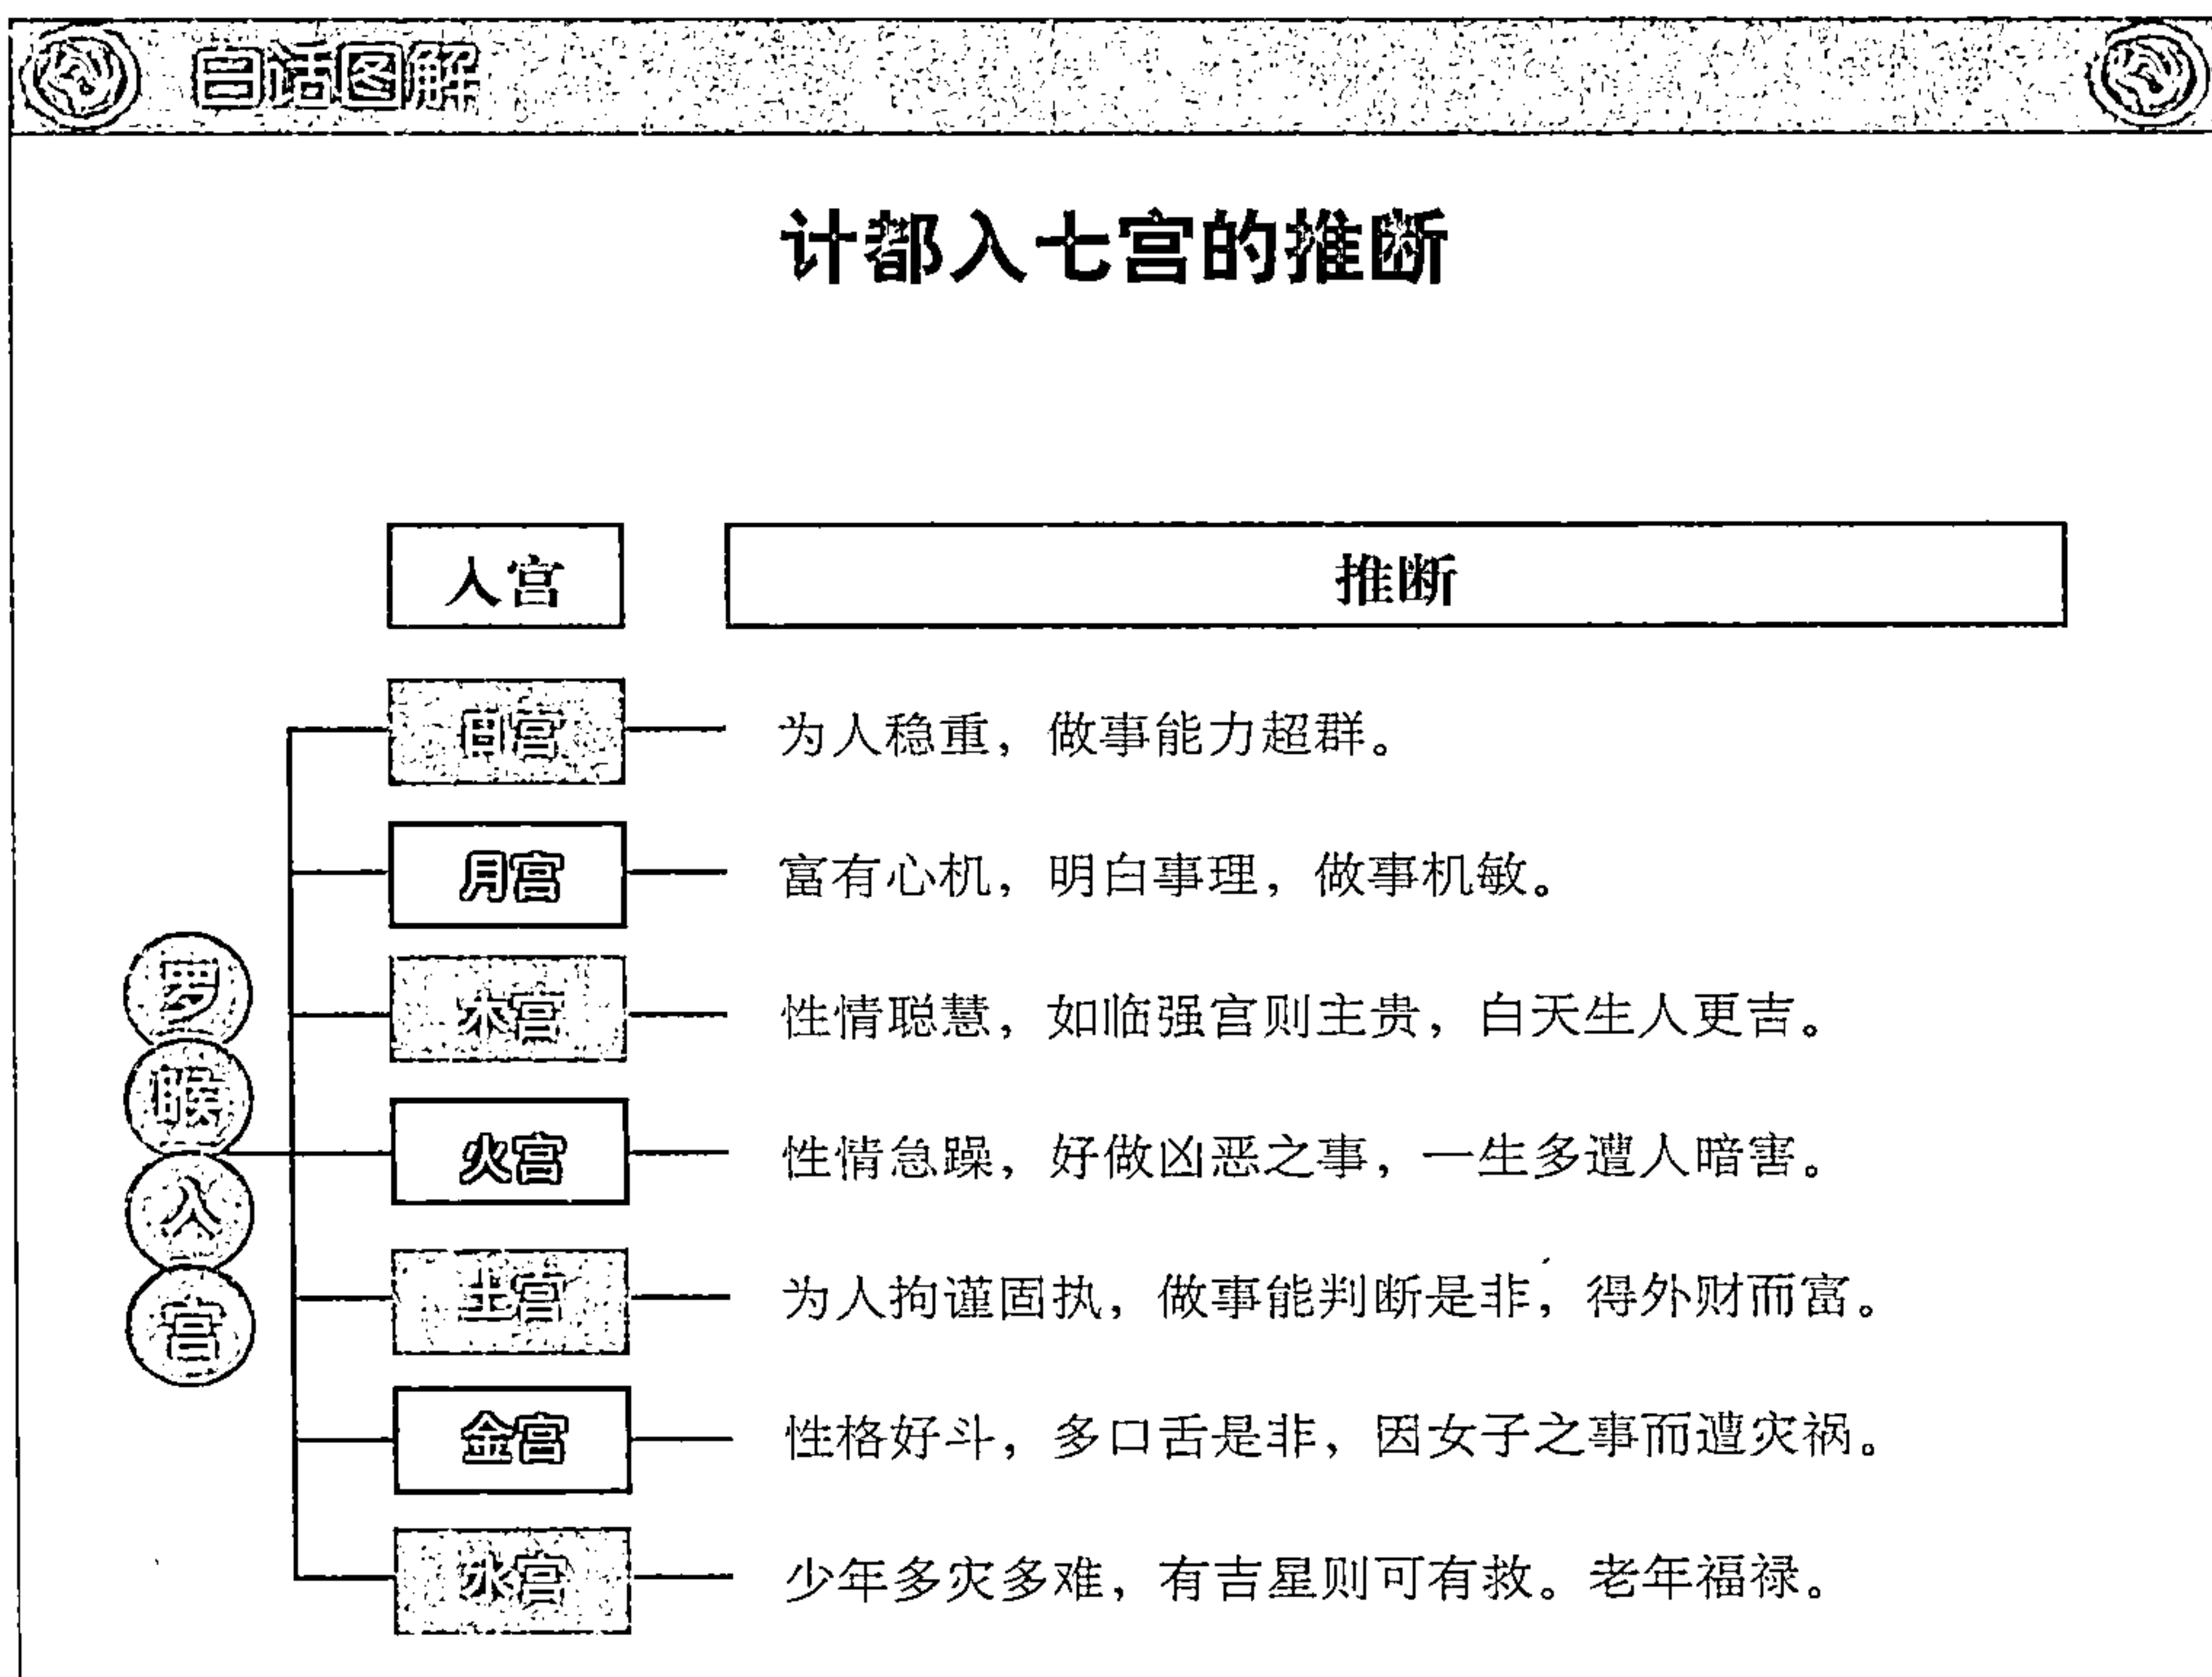 白话图解
计都入七宫的推断
入宫 推断
日宫 为人稳重，做事能力超群。
月宫 富有心机，明白事理，做事机敏。
木宫 性情聪慧，如临强宫则主贵，白天生人更吉。
罗睺入宫
火宫 性情急躁，好做凶恶之事，一生多遭人暗害。
土宫 为人拘谨固执，做事能判断是非，得外财而富。
金宫 性格好斗，多口舌是非，因女子之事而遭灾祸。
水宫 少年多灾多难，有吉星则可有救。老年福禄。